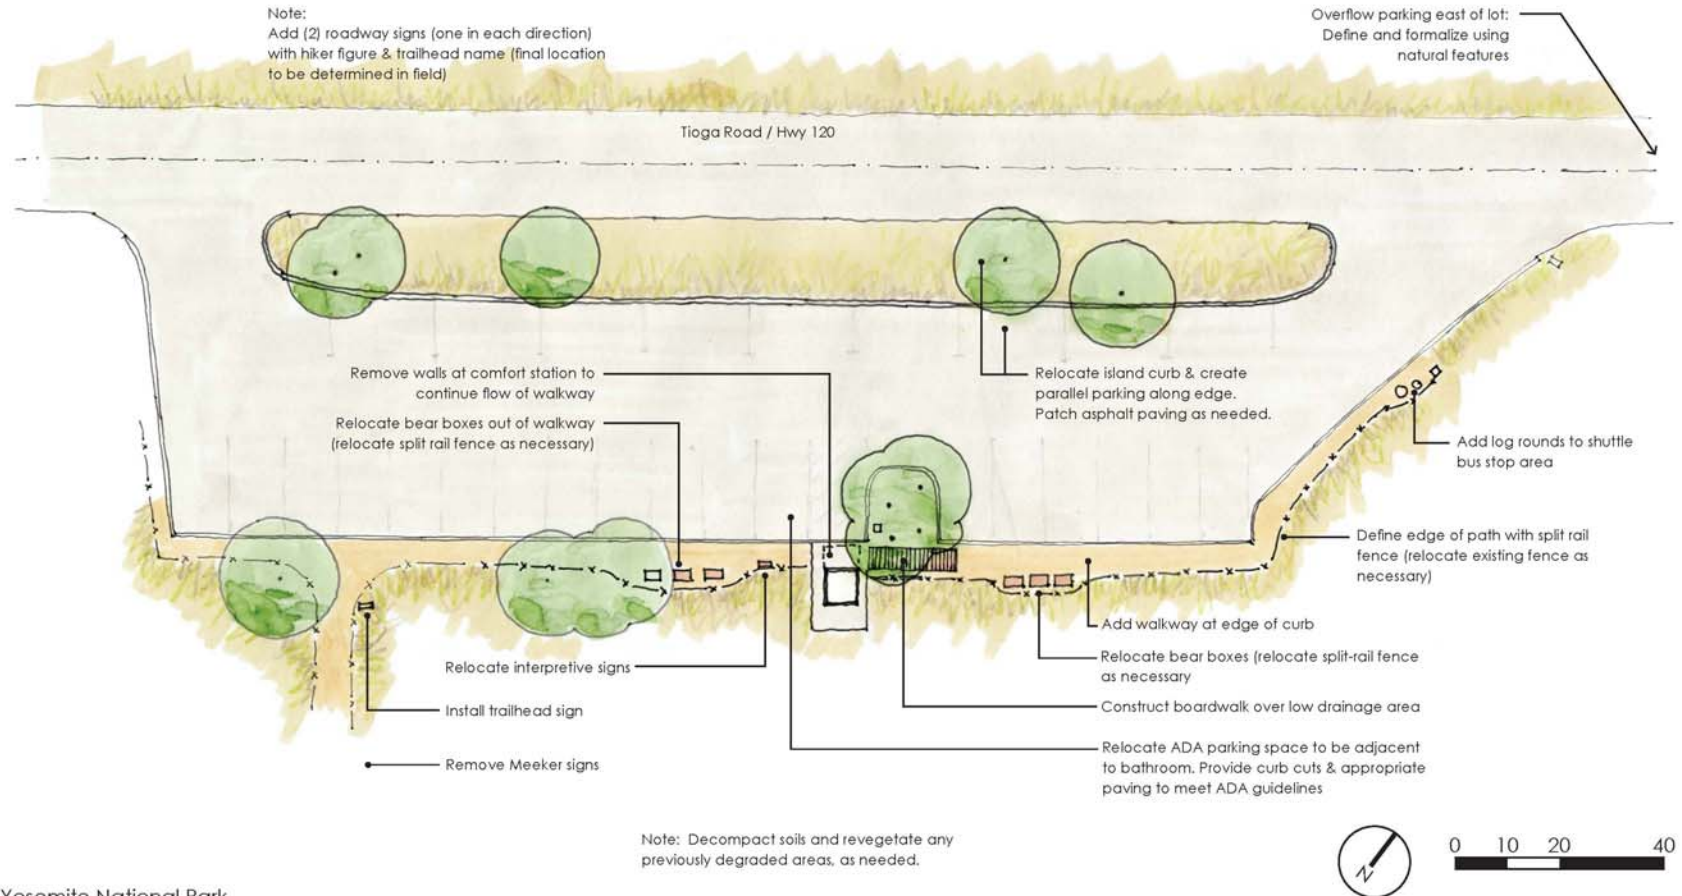 Note:
Add (2) roadway signs (one in each direction)
with hiker figure & trailhead name (final location
to be determined in field)
Overflow parking east of lot:
Define and formalize using
natural features
Tioga Road / Hwy 120
Remove walls at comfort station to
continue flow of walkway
Relocate bear boxes out of walkway
(relocate split rail fence as necessary)
Relocate island curb & create
parallel parking along edge.
Patch asphalt paving as needed.
Add log rounds to shuttle
bus stop area
Define edge of path with split rail
fence (relocate existing fence as
necessary)
Add walkway at edge of curb
Relocate bear boxes (relocate split-rail fence
as necessary
Relocate interpretive signs
Install trailhead sign
Construct boardwalk over low drainage area
Remove Meeker signs
Relocate ADA parking space to be adjacent
to bathroom. Provide curb cuts & appropriate
paving to meet ADA guidelines
Note: Decompact soils and revegetate any
previously degraded areas, as needed.
N
0 10 20 40
Yosemite National Park